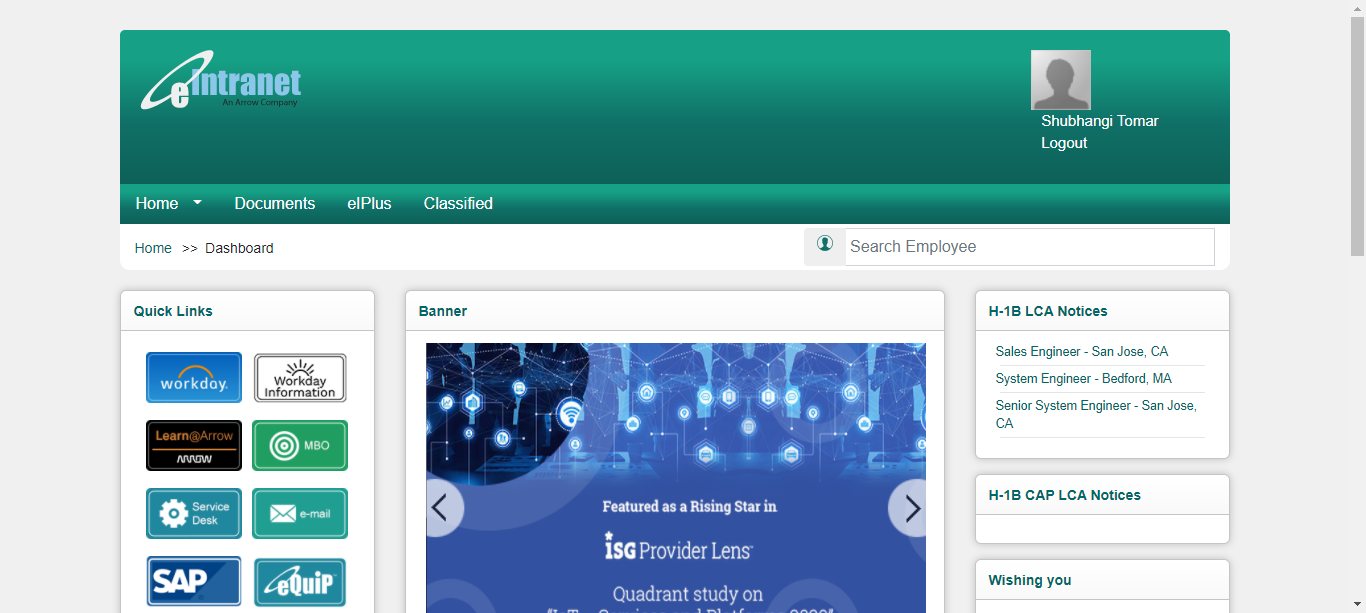 eIntranet
An Arrow Company
Shubhangi Tomar
Logout
Home
Documents
eIPlus
Classified
Home >> Dashboard
Search Employee
Quick Links
workday.
Workday
Information
Learn@Arrow
ARROW
MBO
Service
Desk
e-mail
SAP
eQuiP
Banner
Featured as a Rising Star in
ISG Provider Lens™
Quadrant study on
H-1B LCA Notices
Sales Engineer - San Jose, CA
System Engineer - Bedford, MA
Senior System Engineer - San Jose,
CA
H-1B CAP LCA Notices
Wishing you